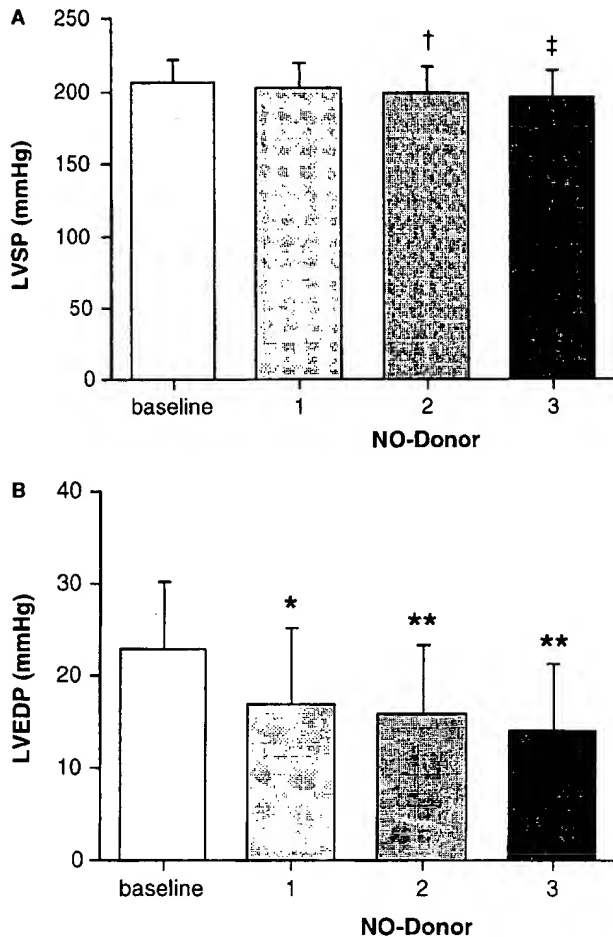 A
LVSP (mmHg)
250
200
150
100
50
0
†
‡
baseline
1
2
3
NO-Donor
B
LVEDP (mmHg)
40
30
20
10
0
*
**
**
baseline
1
2
3
NO-Donor